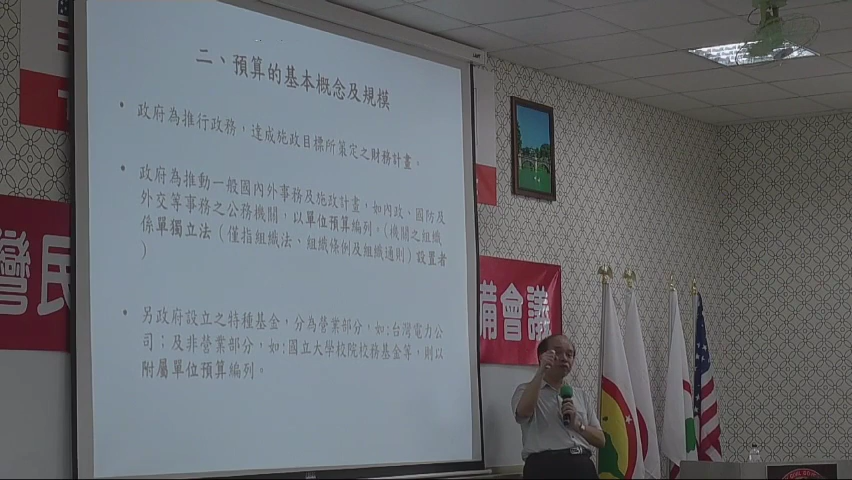 二、預算的基本概念及規模
• 政府為推行政務，達成施政目標所策定之財務計畫。
• 政府為推動一般國內外事務及施政計畫，如內政、國防及
外交等事務之公務機關，以單位預算編列。(機關之組織
係單獨立法（僅指組織法、組織條例及組織通則）設置者
)
• 另政府設立之特種基金，分為營業部分，如:台灣電力公
司；及非營業部分，如:國立大學校院校務基金等，則以
附屬單位預算編列。
灣民
備會議